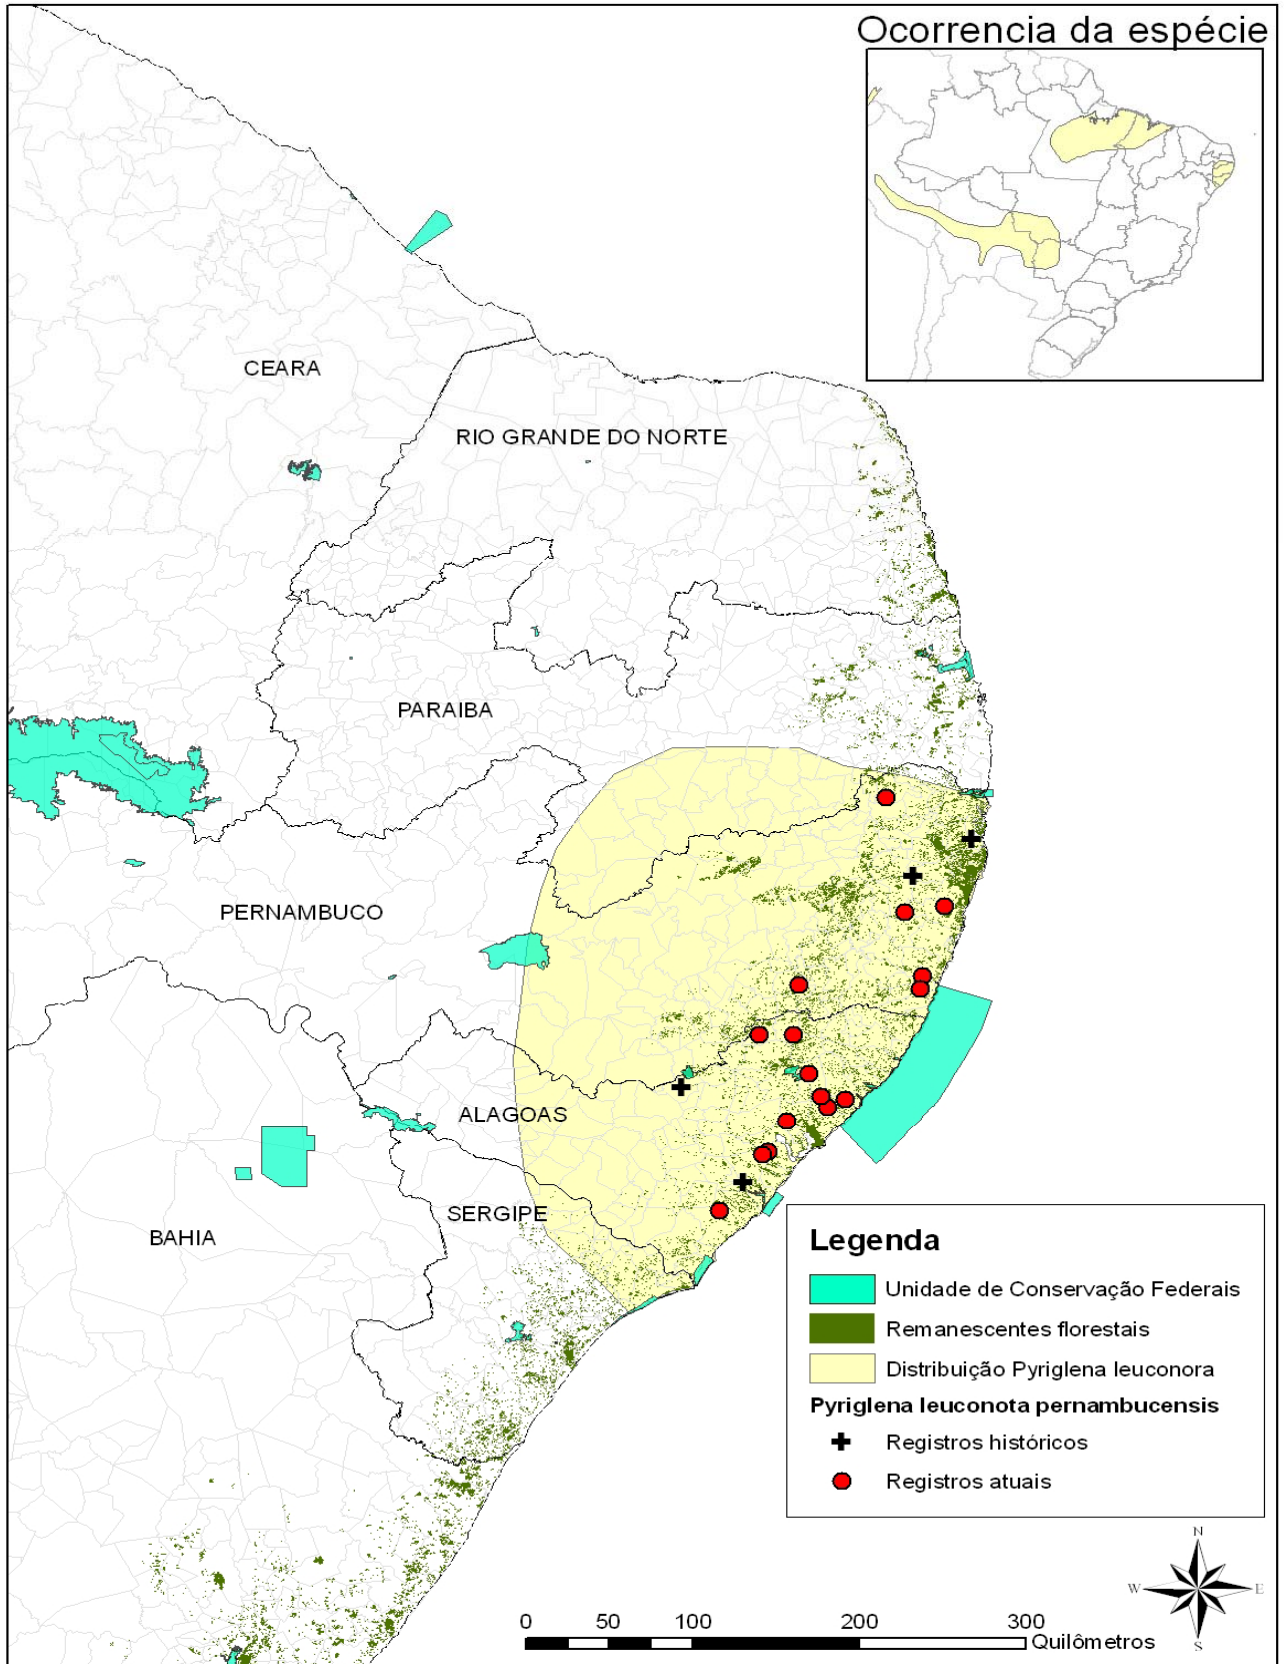 Ocorrencia da espécie
CEARA
RIO GRANDE DO NORTE
PARAIBA
PERNAMBUCO
ALAGOAS
SERGIPE
BAHIA
Legenda
Unidade de Conservação Federais
Remanescentes florestais
Distribuição Pyriglena leuconora
Pyriglena leuconota pernambucensis
Registros históricos
Registros atuais
N
W E
S
0 50 100 200 300
Quilômetros